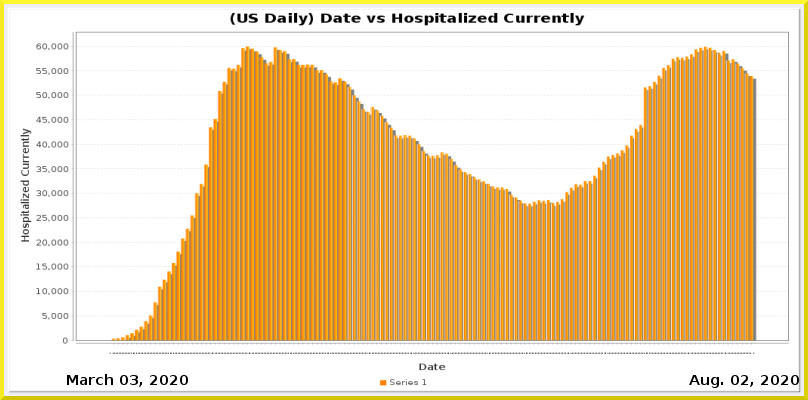 (US Daily) Date vs Hospitalized Currently
Hospitalized Currently
60,000
55,000
50,000
45,000
40,000
35,000
30,000
25,000
20,000
15,000
10,000
5,000
0
Date
March 03, 2020
Aug. 02, 2020
Series 1